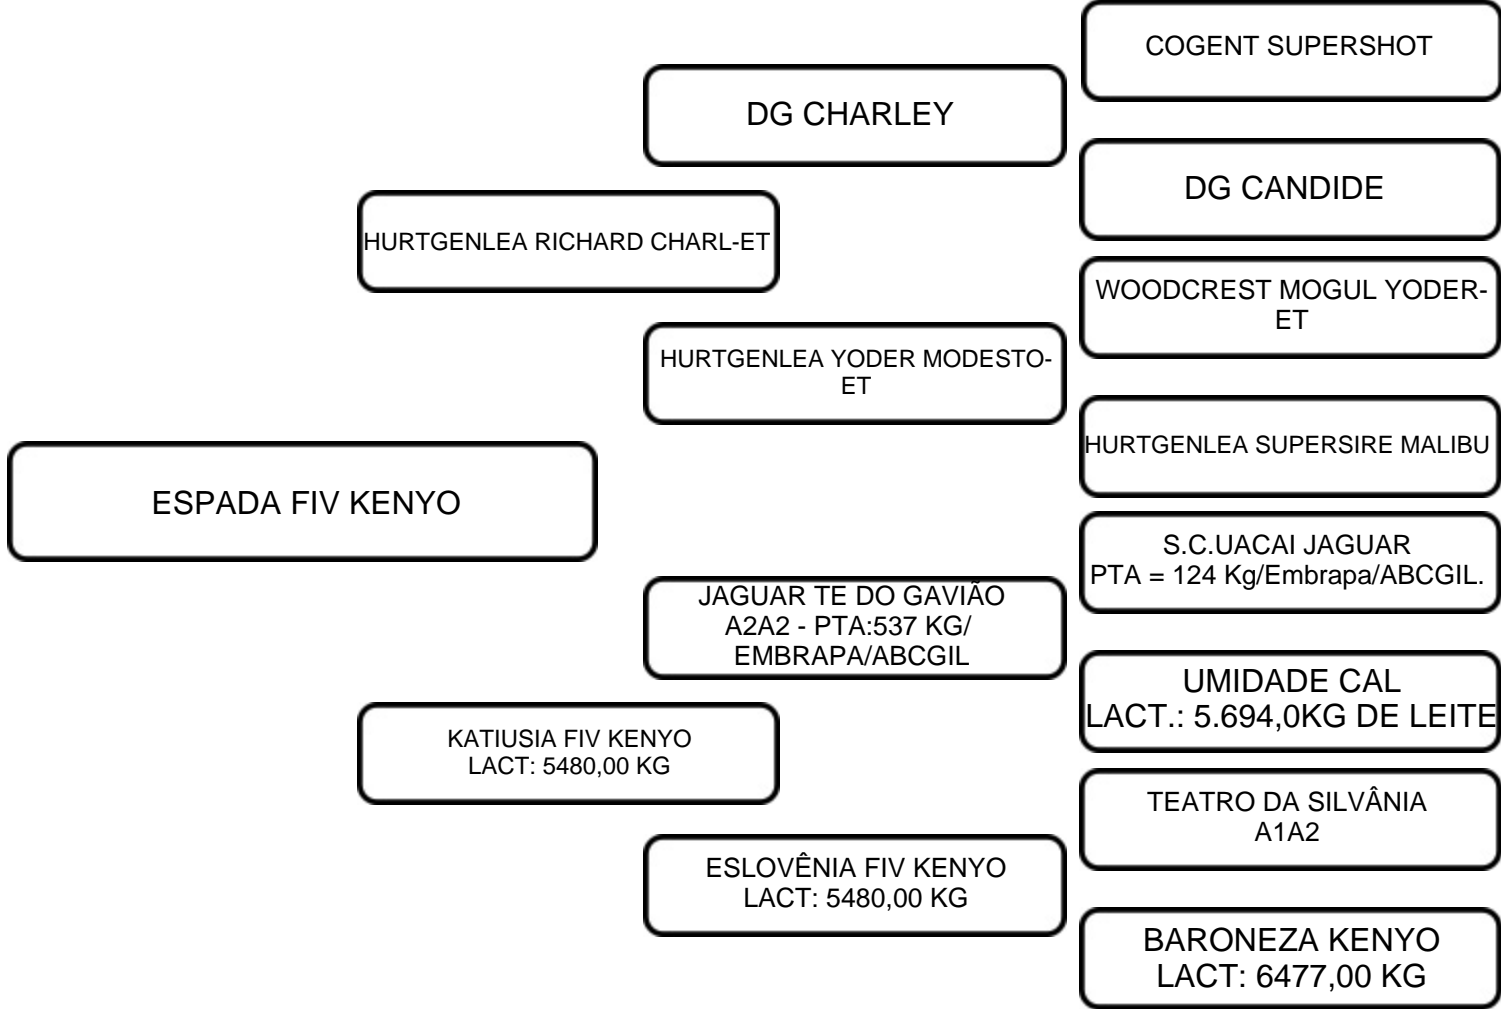 COGENT SUPERSHOT
DG CHARLEY
DG CANDIDE
HURTGENLEA RICHARD CHARL-ET
WOODCREST MOGUL YODER-
ET
HURTGENLEA YODER MODESTO-
ET
HURTGENLEA SUPERSIRE MALIBU
ESPADA FIV KENYO
S.C.UACAI JAGUAR
PTA = 124 Kg/Embrapa/ABCGIL.
JAGUAR TE DO GAVIÃO
A2A2 - PTA:537 KG/
EMBRAPA/ABCGIL
UMIDADE CAL
LACT.: 5.694,0KG DE LEITE
KATIUSIA FIV KENYO
LACT: 5480,00 KG
TEATRO DA SILVÂNIA
A1A2
ESLOVÊNIA FIV KENYO
LACT: 5480,00 KG
BARONEZA KENYO
LACT: 6477,00 KG